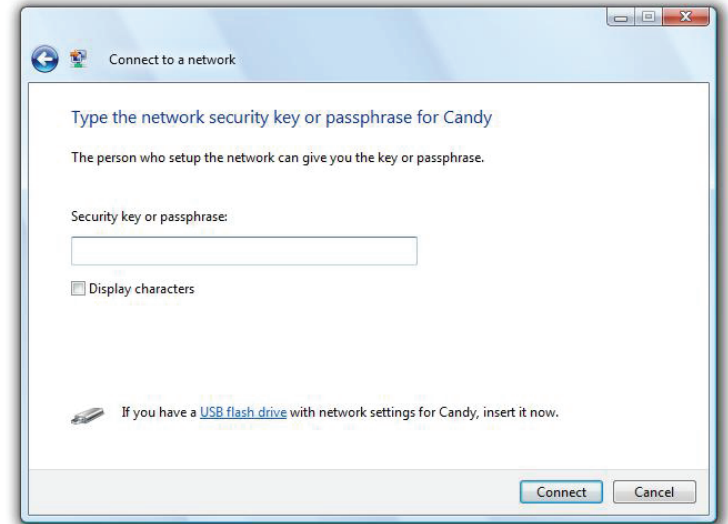 Connect to a network
Type the network security key or passphrase for Candy
The person who setup the network can give you the key or passphrase.
Security key or passphrase:
Display characters
If you have a USB flash drive with network settings for Candy, insert it now.
Connect Cancel